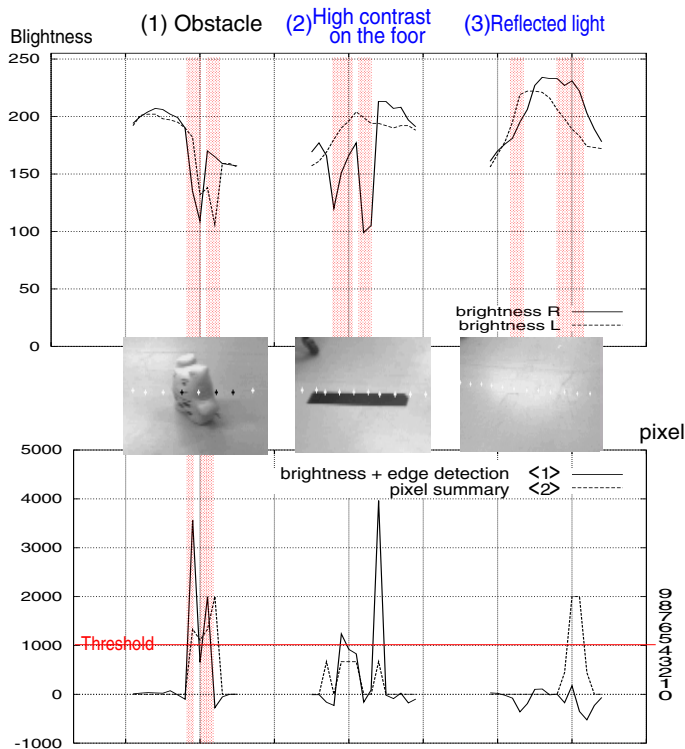 Blightness
(1) Obstacle
(2) High contrast
on the foor
(3)Reflected light
250
200
150
100
50
0
brightness R
brightness L
pixel
5000
4000
3000
2000
1000
0
-1000
brightness + edge detection <1>
pixel summary <2>
Threshold
9
8
7
6
5
4
3
2
1
0